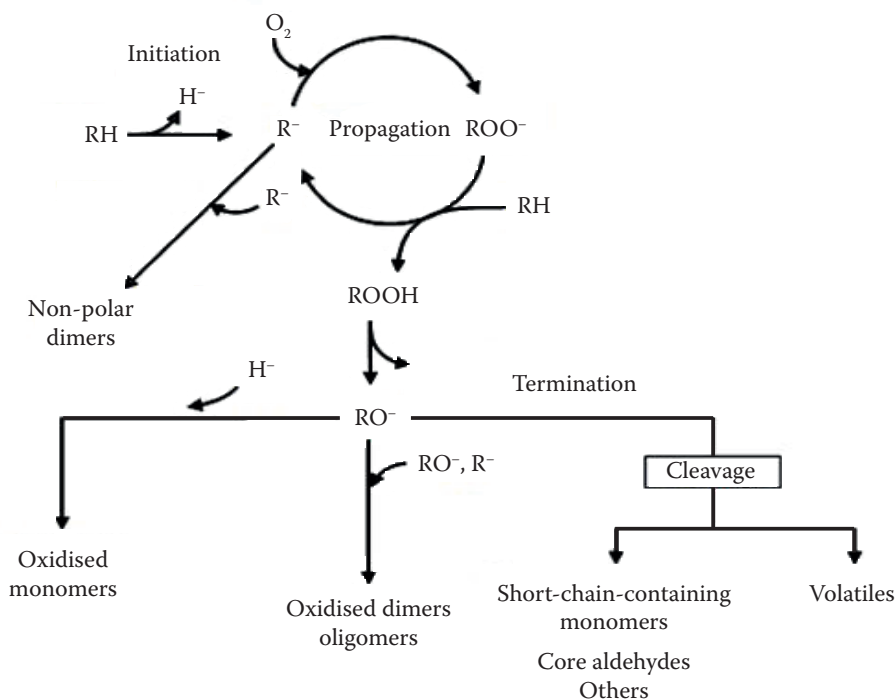 O₂
Initiation
H⁻
RH
R⁻
Propagation
ROO⁻
R⁻
RH
ROOH
Non-polar
dimers
H⁻
Termination
RO⁻
RO⁻, R⁻
Cleavage
Oxidised
monomers
Oxidised dimers
oligomers
Short-chain-containing
monomers
Volatiles
Core aldehydes
Others